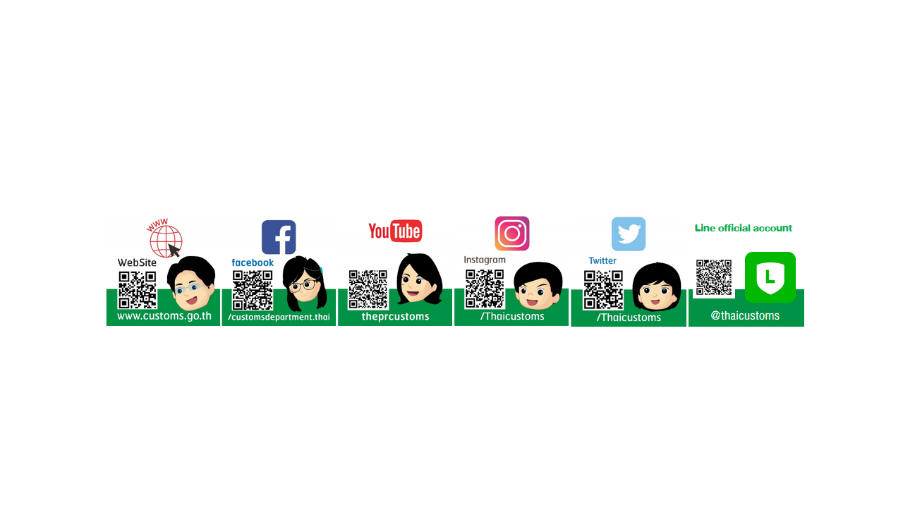 www
WebSite
www.customs.go.th
facebook
/customsdepartment.thai
YouTube
theprcustoms
Instagram
/Thaicustoms
Twitter
/Thaicustoms
Line official account
L
@thaicustoms